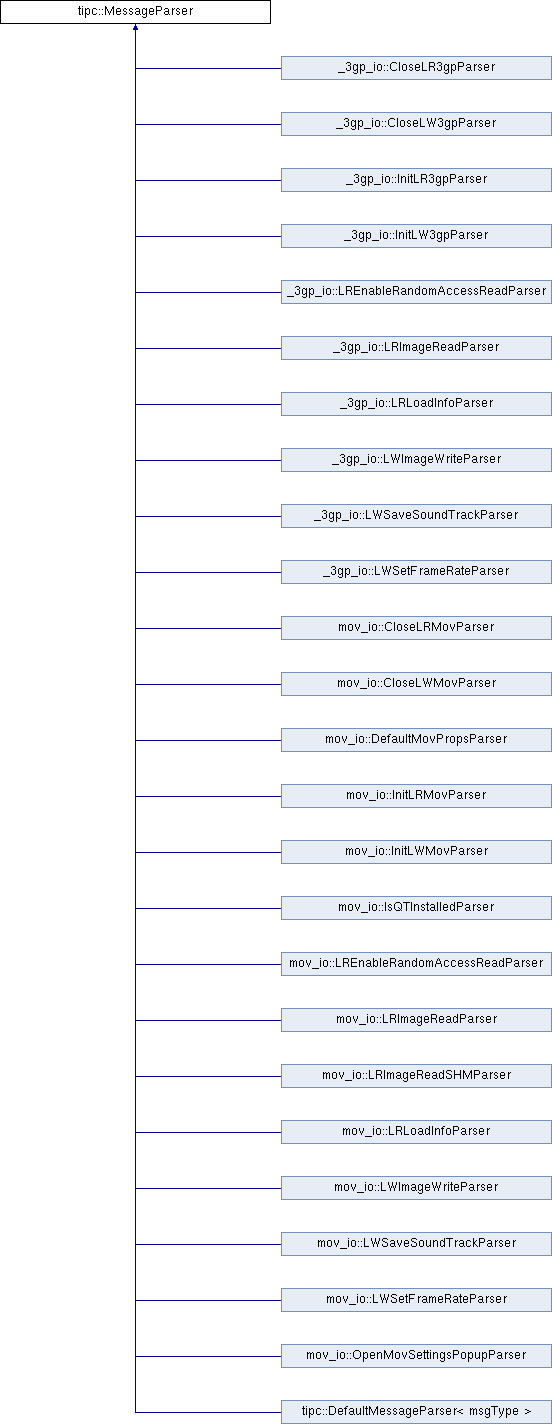 tipc::MessageParser
_3gp_io::CloseLR3gpParser
_3gp_io::CloseLW3gpParser
_3gp_io::InitLR3gpParser
_3gp_io::InitLW3gpParser
_3gp_io::LREnableRandomAccessReadParser
_3gp_io::LRImageReadParser
_3gp_io::LRLoadInfoParser
_3gp_io::LWImageWriteParser
_3gp_io::LWSaveSoundTrackParser
_3gp_io::LWSetFrameRateParser
mov_io::CloseLRMovParser
mov_io::CloseLWMovParser
mov_io::DefaultMovPropsParser
mov_io::InitLRMovParser
mov_io::InitLWMovParser
mov_io::IsQTInstalledParser
mov_io::LREnableRandomAccessReadParser
mov_io::LRImageReadParser
mov_io::LRImageReadSHMParser
mov_io::LRLoadInfoParser
mov_io::LWImageWriteParser
mov_io::LWSaveSoundTrackParser
mov_io::LWSetFrameRateParser
mov_io::OpenMovSettingsPopupParser
tipc::DefaultMessageParser< msgType >